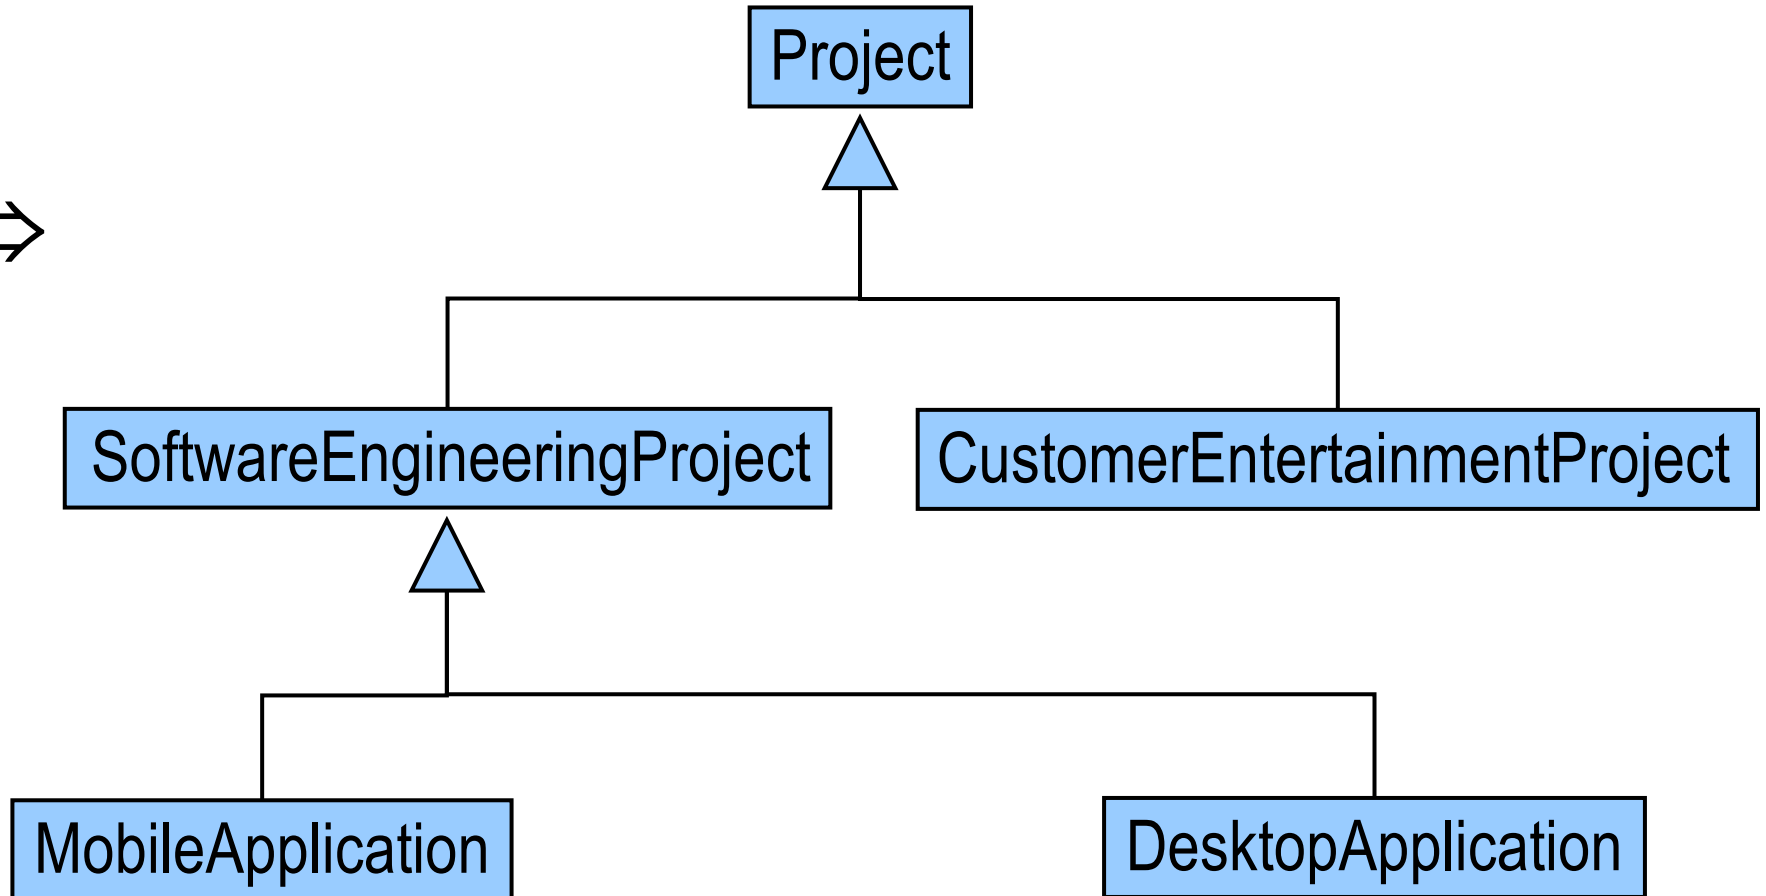 Project
SoftwareEngineeringProject
CustomerEntertainmentProject
MobileApplication
DesktopApplication